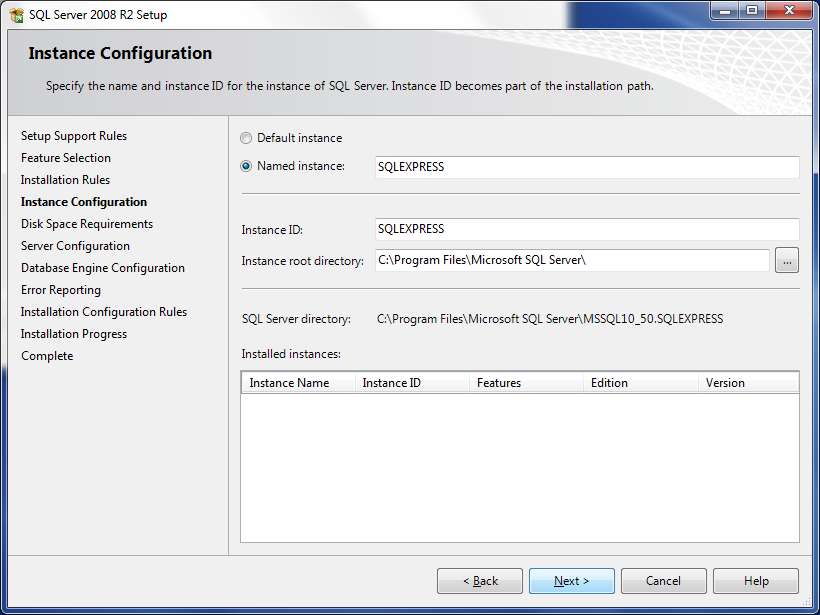 SQL Server 2008 R2 Setup
Instance Configuration
Specify the name and instance ID for the instance of SQL Server. Instance ID becomes part of the installation path.
Setup Support Rules
Feature Selection
Installation Rules
Instance Configuration
Disk Space Requirements
Server Configuration
Database Engine Configuration
Error Reporting
Installation Configuration Rules
Installation Progress
Complete
Default instance
Named instance: SQLEXPRESS
Instance ID: SQLEXPRESS
Instance root directory: C:\Program Files\Microsoft SQL Server\ ...
SQL Server directory: C:\Program Files\Microsoft SQL Server\MSSQL10_50.SQLEXPRESS
Installed instances:
Instance Name Instance ID Features Edition Version
< Back Next > Cancel Help